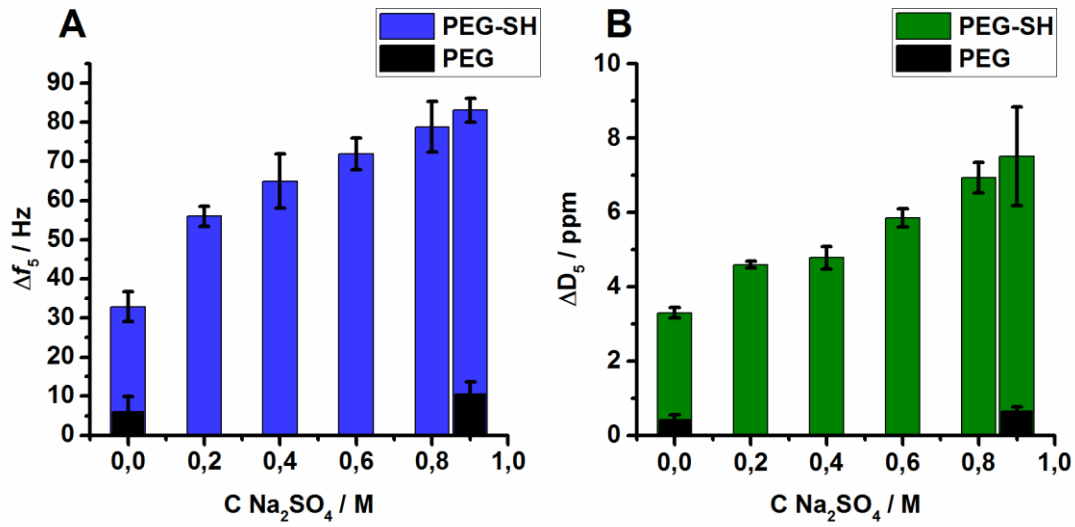 A
PEG-SH
PEG
Δf5 / Hz
90
80
70
60
50
40
30
20
10
0
0,0 0,2 0,4 0,6 0,8 1,0
C Na2SO4 / M
B
PEG-SH
PEG
ΔD5 / ppm
10
8
6
4
2
0
0,0 0,2 0,4 0,6 0,8 1,0
C Na2SO4 / M